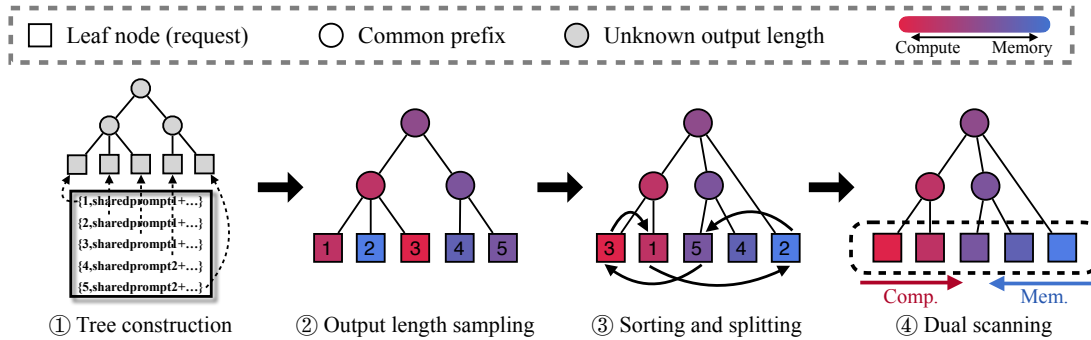 Leaf node (request)
Common prefix
Unknown output length
Compute Memory
{1,sharedprompt1+...}
{2,sharedprompt1+...}
{3,sharedprompt1+...}
{4,sharedprompt2+...}
{5,sharedprompt2+...}
1 2 3 4 5
3 1 5 4 2
Comp. Mem.
① Tree construction
② Output length sampling
③ Sorting and splitting
④ Dual scanning